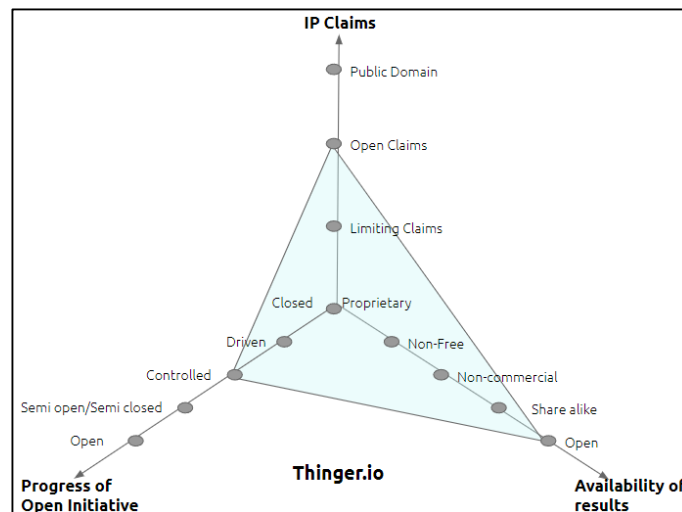 IP Claims
Public Domain
Open Claims
Limiting Claims
Closed
Proprietary
Driven
Non-Free
Controlled
Non-commercial
Semi open/Semi closed
Share alike
Open
Open
Thinger.io
Progress of
Open Initiative
Availability of
results